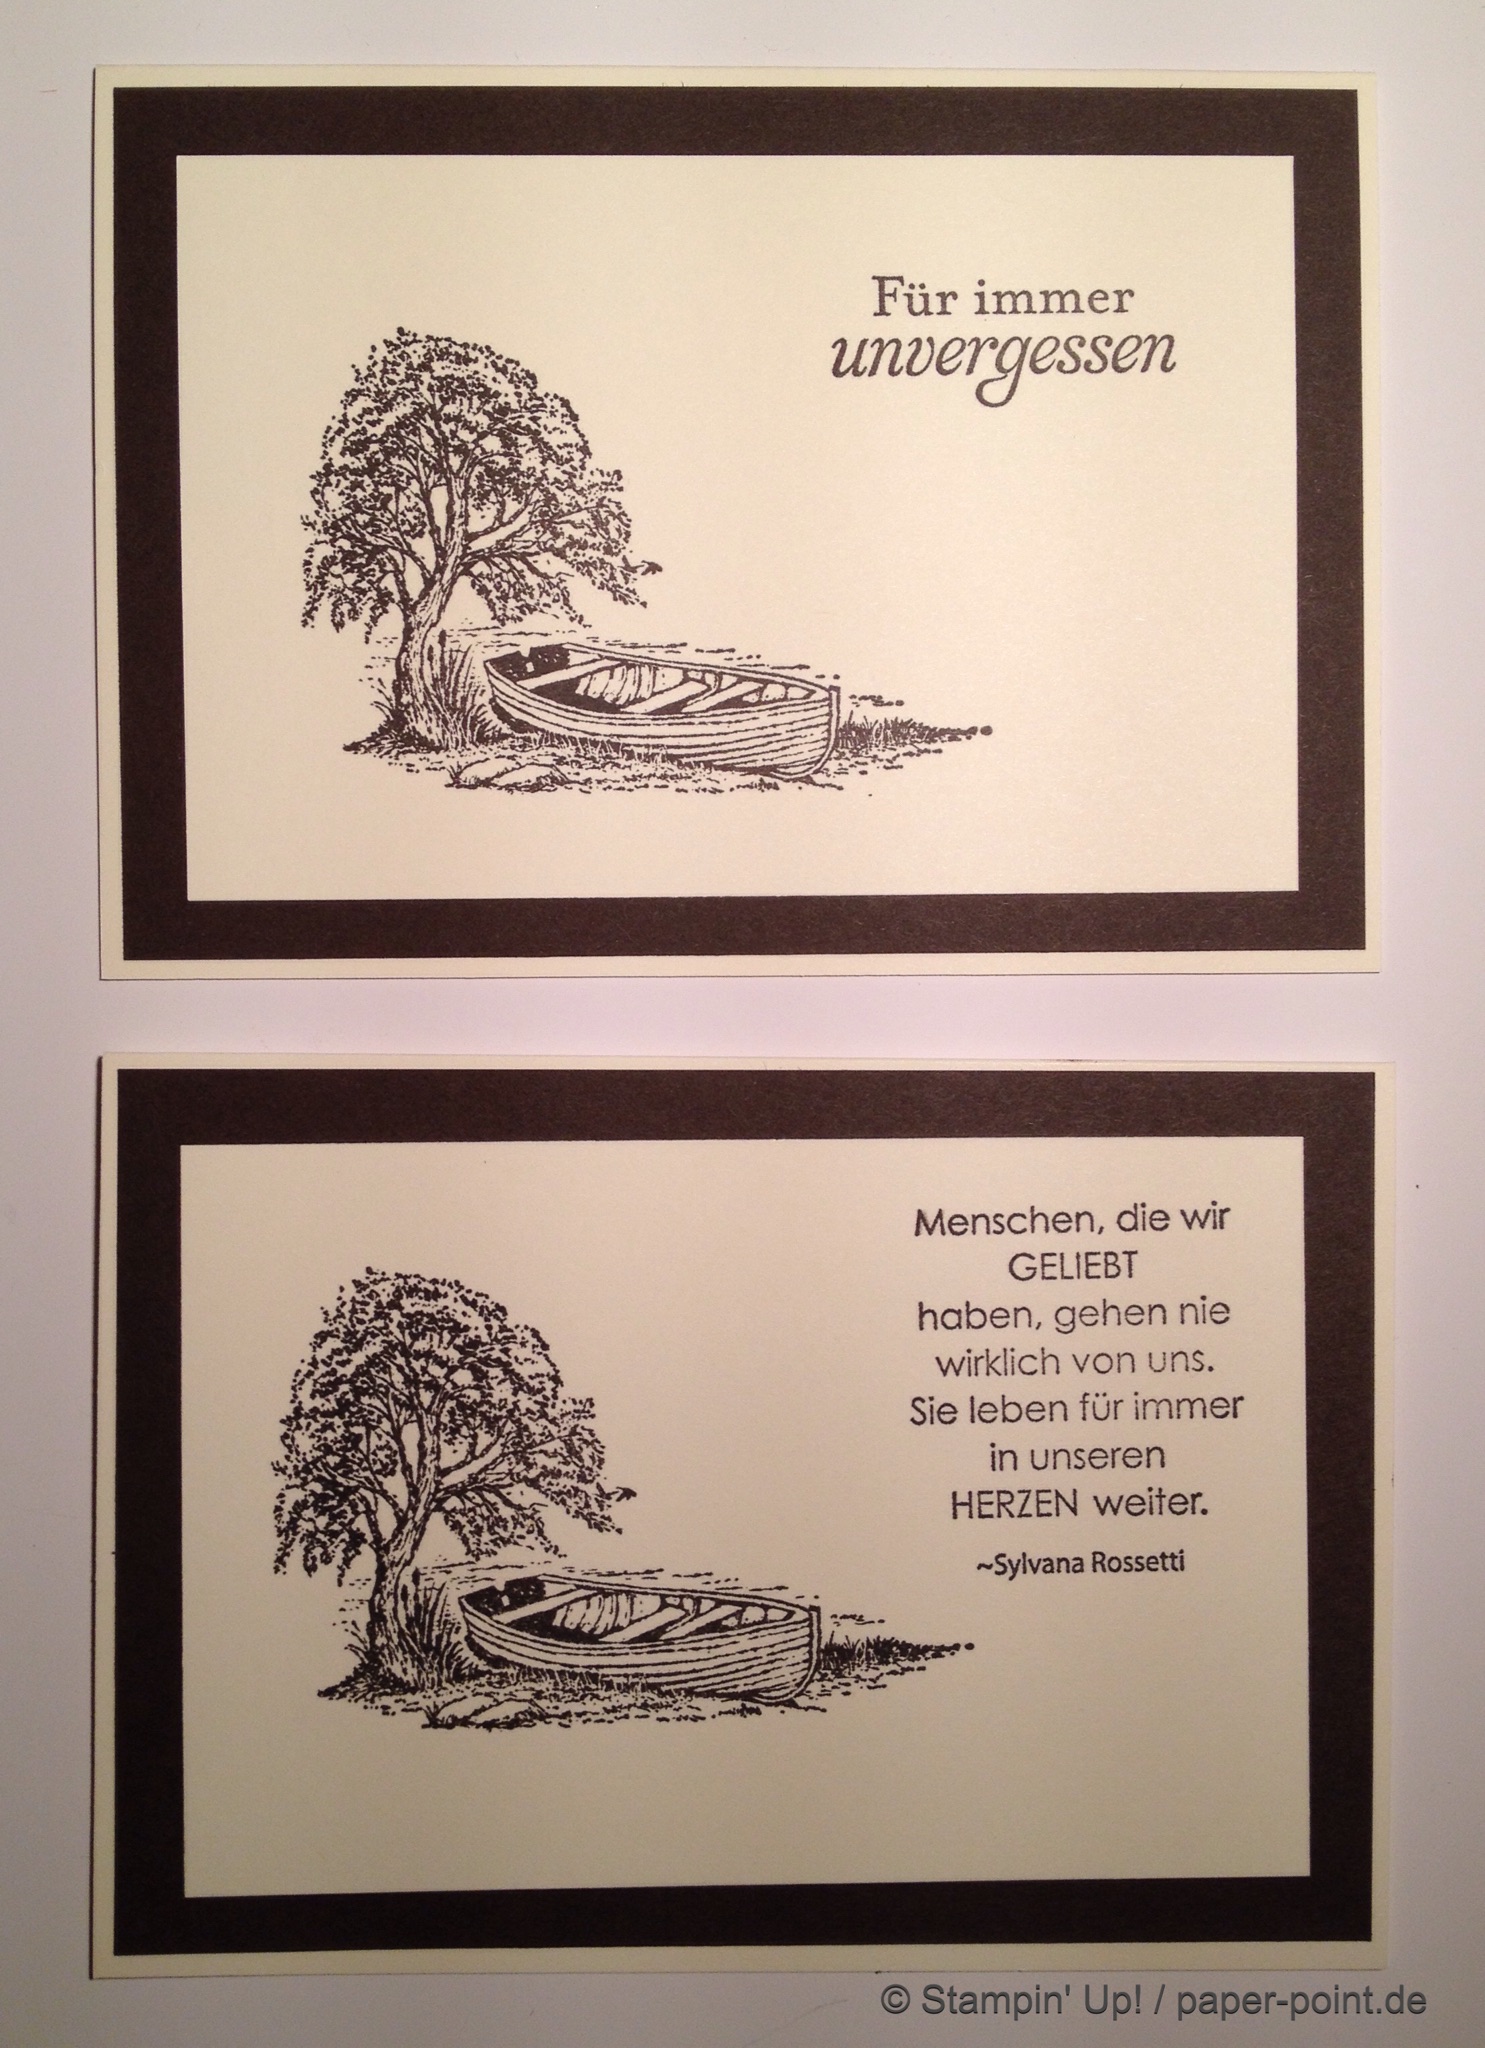 Für immer
unvergessen
Menschen, die wir
GELIEBT
haben, gehen nie
wirklich von uns.
Sie leben für immer
in unseren
HERZEN weiter.
~Sylvana Rossetti
© Stampin' Up! / paper-point.de